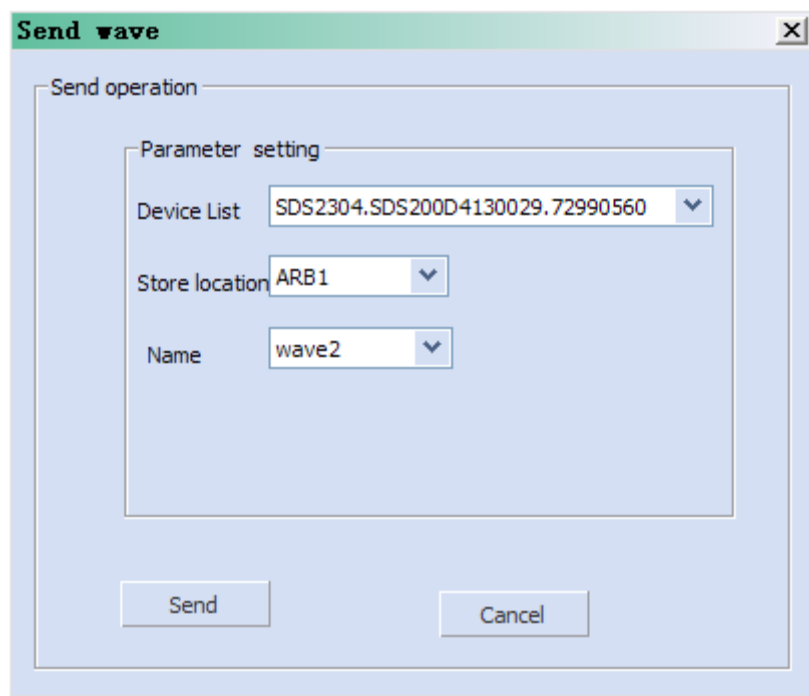 Send wave
Send operation
Parameter setting
Device List SDS2304.SDS200D4130029.72990560
Store location ARB1
Name wave2
Send Cancel